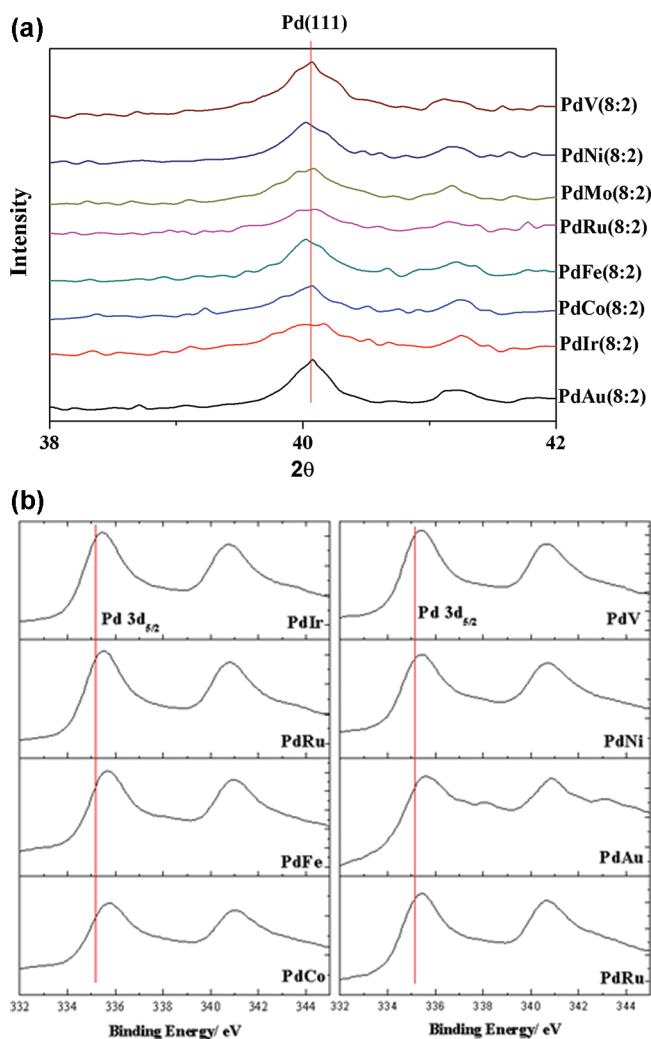 (a)
Pd(111)
PdV(8:2)
PdNi(8:2)
PdMo(8:2)
PdRu(8:2)
PdFe(8:2)
PdCo(8:2)
PdIr(8:2)
PdAu(8:2)
Intensity
38 40 42
2θ
(b)
Pd 3d5/2
PdIr
Pd 3d5/2
PdV
PdRu
PdNi
PdFe
PdAu
PdCo
PdRu
332 334 336 338 340 342 344
332 334 336 338 340 342 344
Binding Energy/ eV
Binding Energy/ eV